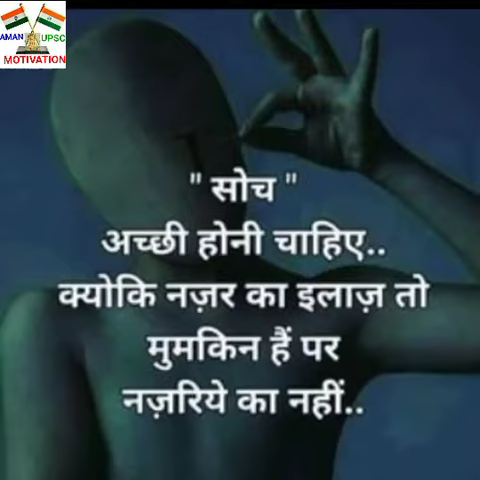 AMAN UPSC
MOTIVATION
" सोच "
अच्छी होनी चाहिए..
क्योकि नज़र का इलाज़ तो
मुमकिन हैं पर
नज़रिये का नहीं..